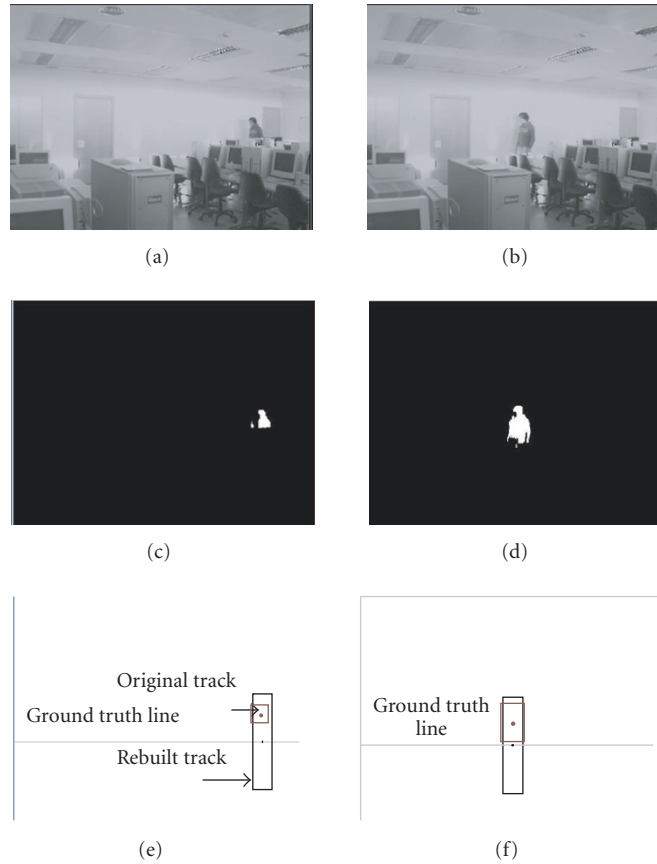 (a)
(b)
(c)
(d)
Original track
Ground truth line
Rebuilt track
Ground truth
line
(e)
(f)